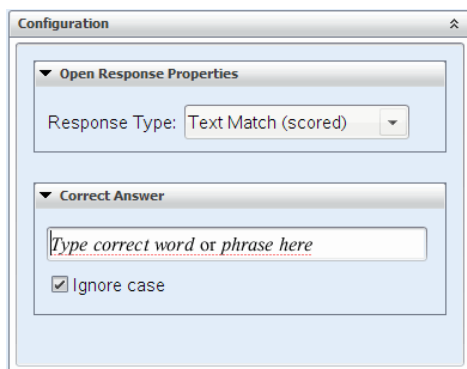 Configuration
Open Response Properties
Response Type: Text Match (scored)
Correct Answer
Type correct word or phrase here
Ignore case